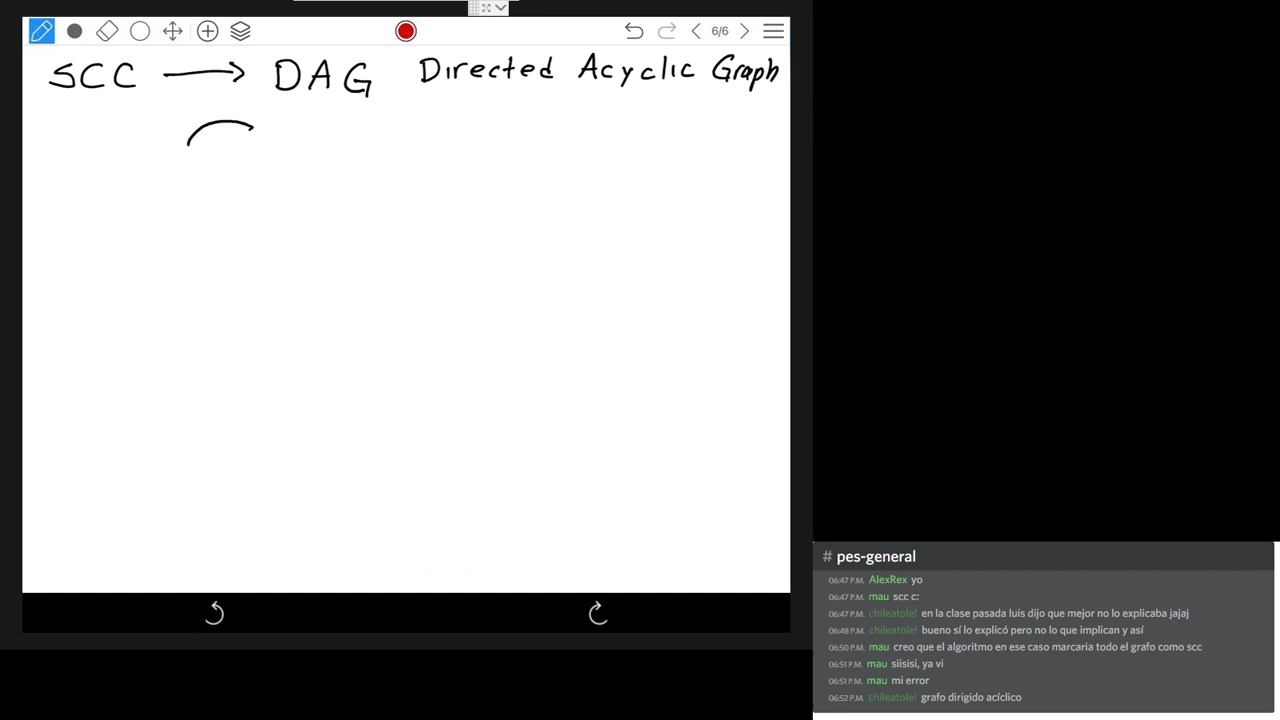 6/6
SCC → DAG Directed Acyclic Graph
# pes-general
06:47 P.M. AlexRex yo
06:47 P.M. mau scc c:
06:47 P.M. chileatole! en la clase pasada luis dijo que mejor no lo explicaba jajaj
06:48 P.M. chileatole! bueno sí lo explicó pero no lo que implican y así
06:50 P.M. mau creo que el algoritmo en ese caso marcaria todo el grafo como scc
06:51 P.M. mau siisisi, ya vi
06:51 P.M. mau mi error
06:52 P.M. chileatole! grafo dirigido acíclico